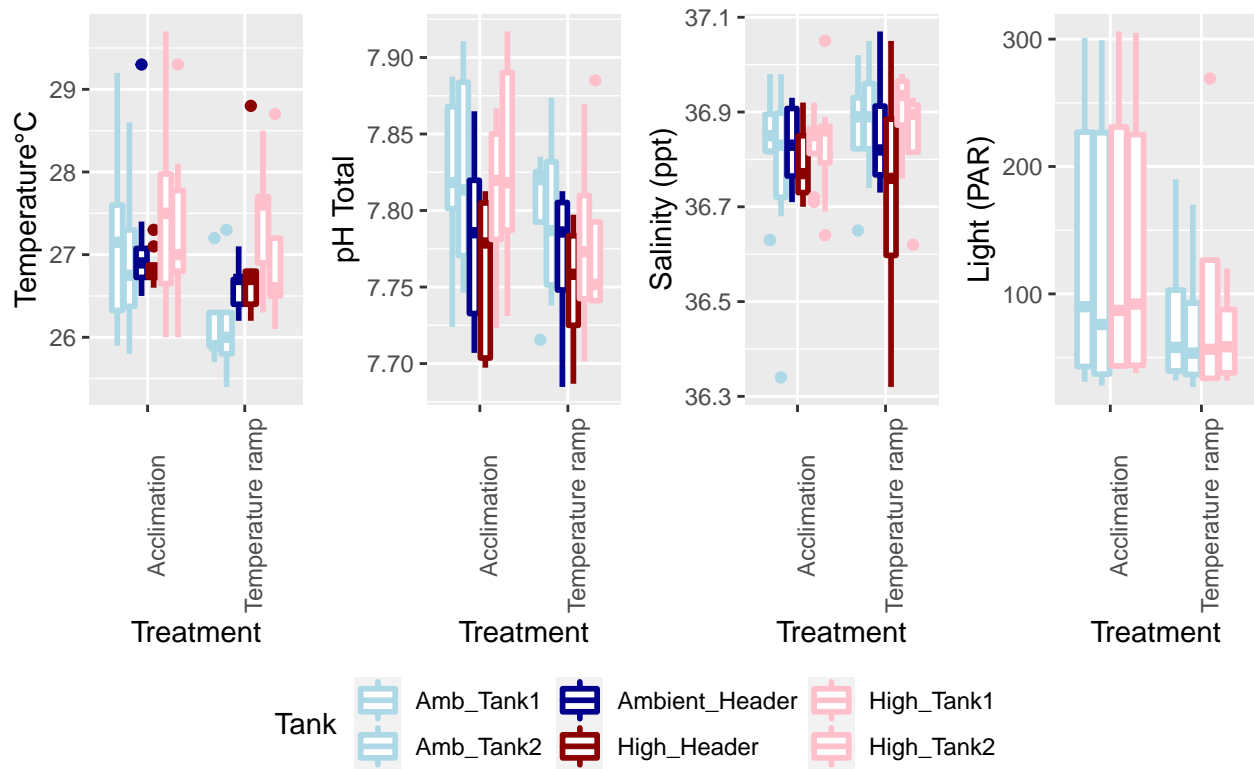 Temperature°C
29
28
27
26
Acclimation
Temperature ramp
Treatment
pH Total
7.90
7.85
7.80
7.75
7.70
Acclimation
Temperature ramp
Treatment
Salinity (ppt)
37.1
36.9
36.7
36.5
36.3
Acclimation
Temperature ramp
Treatment
Light (PAR)
300
200
100
Acclimation
Temperature ramp
Treatment
Tank
Amb_Tank1
Amb_Tank2
Ambient_Header
High_Header
High_Tank1
High_Tank2